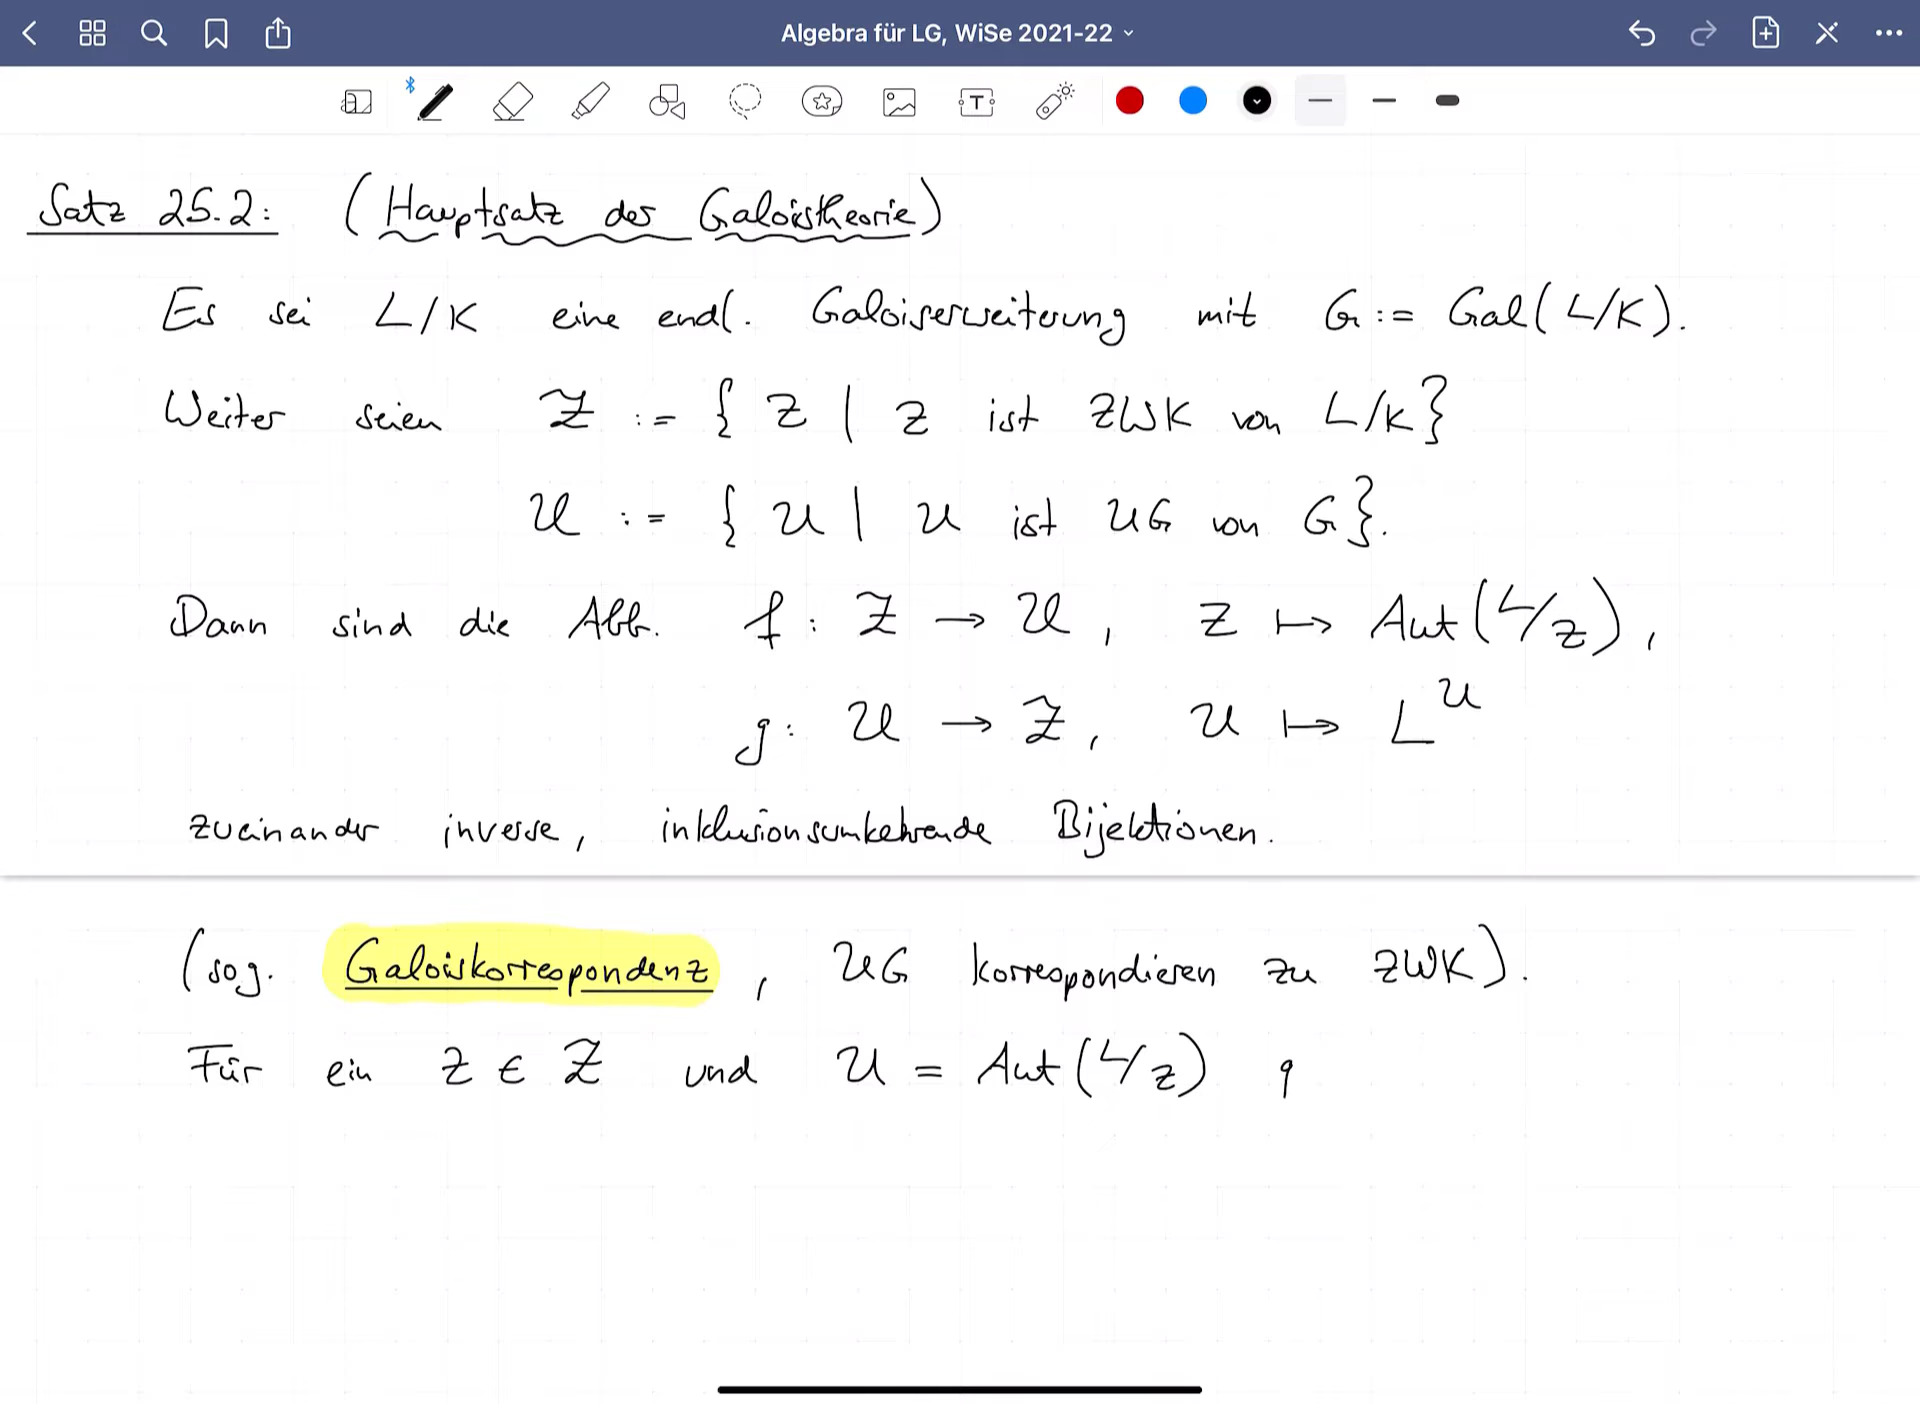 Algebra für LG, WiSe 2021-22
Satz 25.2: (Hauptsatz der Galoistheorie)
Es sei L/K eine endl. Galoiserweiterung mit G := Gal(L/K).
Weiter seien 𝒵 := { Z | Z ist ZWK von L/K}
𝒰 := { U | U ist UG von G}.
Dann sind die Abb. f: 𝒵 → 𝒰, Z ↦ Aut(L/Z),
g: 𝒰 → 𝒵, U ↦ L^U
zueinander inverse, inklusionsumkehrende Bijektionen.
(sog. Galoiskorrespondenz, UG korrespondieren zu ZWK).
Für ein Z ∈ 𝒵 und U = Aut(L/Z) g